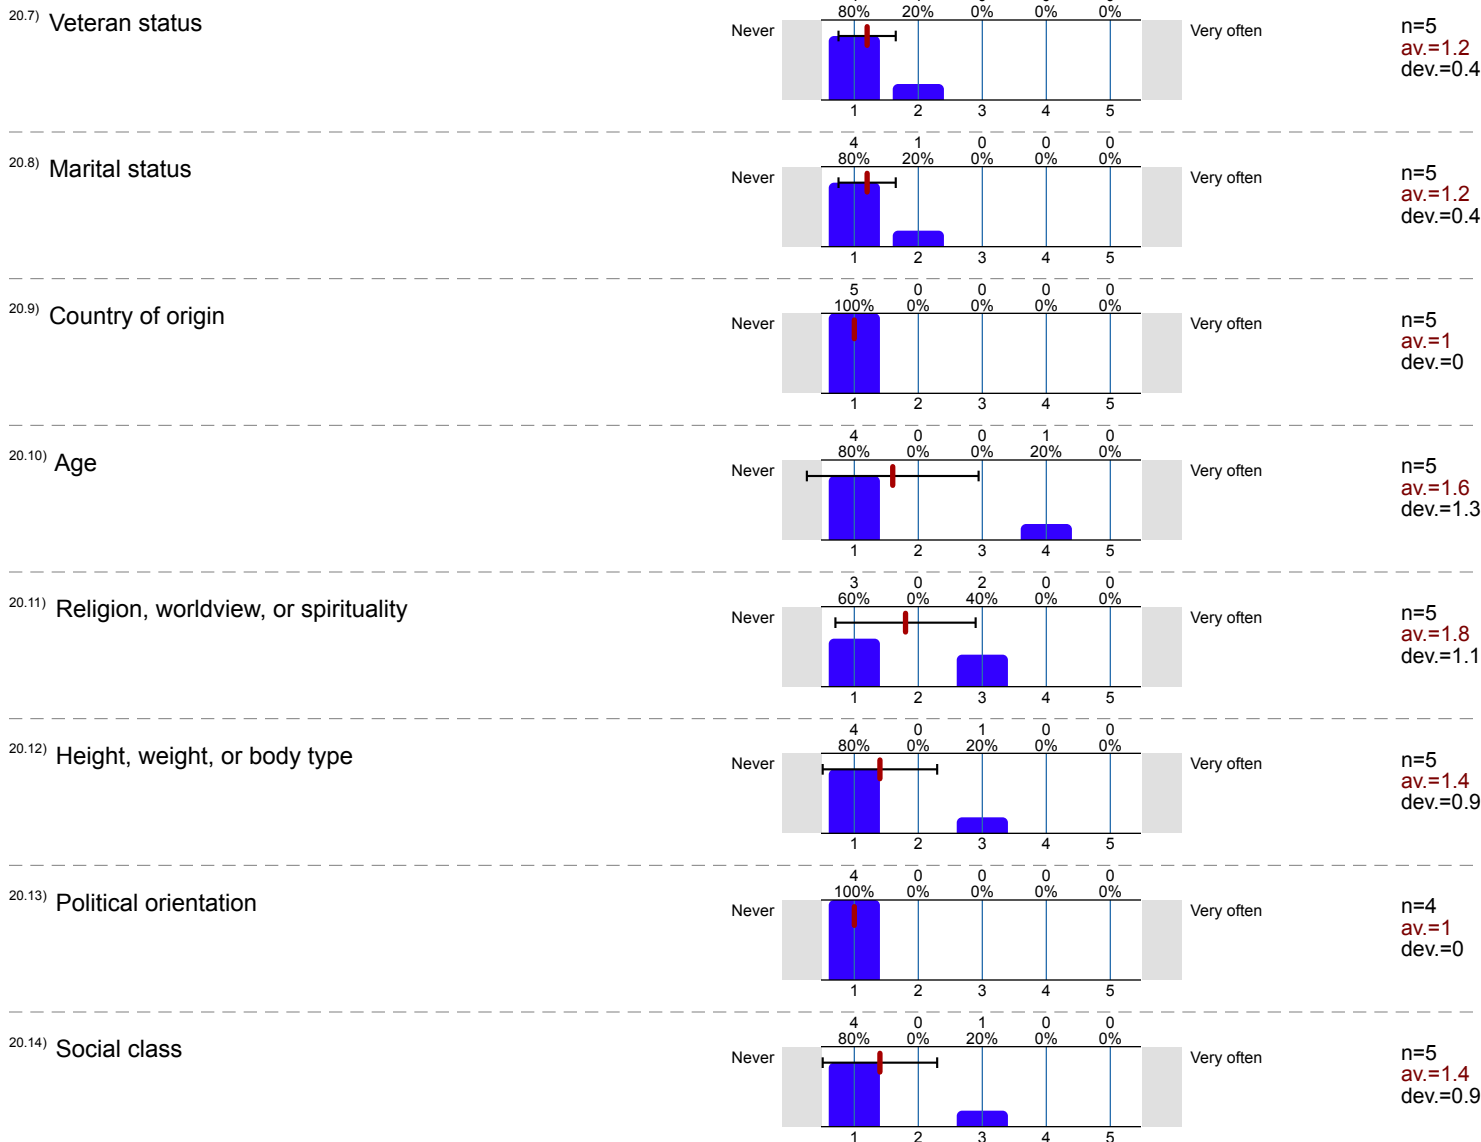 20.7) Veteran status
80% 20% 0% 0% 0%
Never Very often
1 2 3 4 5
n=5
av.=1.2
dev.=0.4
20.8) Marital status
4 1 0 0 0
80% 20% 0% 0% 0%
Never Very often
1 2 3 4 5
n=5
av.=1.2
dev.=0.4
20.9) Country of origin
5 0 0 0 0
100% 0% 0% 0% 0%
Never Very often
1 2 3 4 5
n=5
av.=1
dev.=0
20.10) Age
4 0 0 1 0
80% 0% 0% 20% 0%
Never Very often
1 2 3 4 5
n=5
av.=1.6
dev.=1.3
20.11) Religion, worldview, or spirituality
3 0 2 0 0
60% 0% 40% 0% 0%
Never Very often
1 2 3 4 5
n=5
av.=1.8
dev.=1.1
20.12) Height, weight, or body type
4 0 1 0 0
80% 0% 20% 0% 0%
Never Very often
1 2 3 4 5
n=5
av.=1.4
dev.=0.9
20.13) Political orientation
4 0 0 0 0
100% 0% 0% 0% 0%
Never Very often
1 2 3 4 5
n=4
av.=1
dev.=0
20.14) Social class
4 0 1 0 0
80% 0% 20% 0% 0%
Never Very often
1 2 3 4 5
n=5
av.=1.4
dev.=0.9